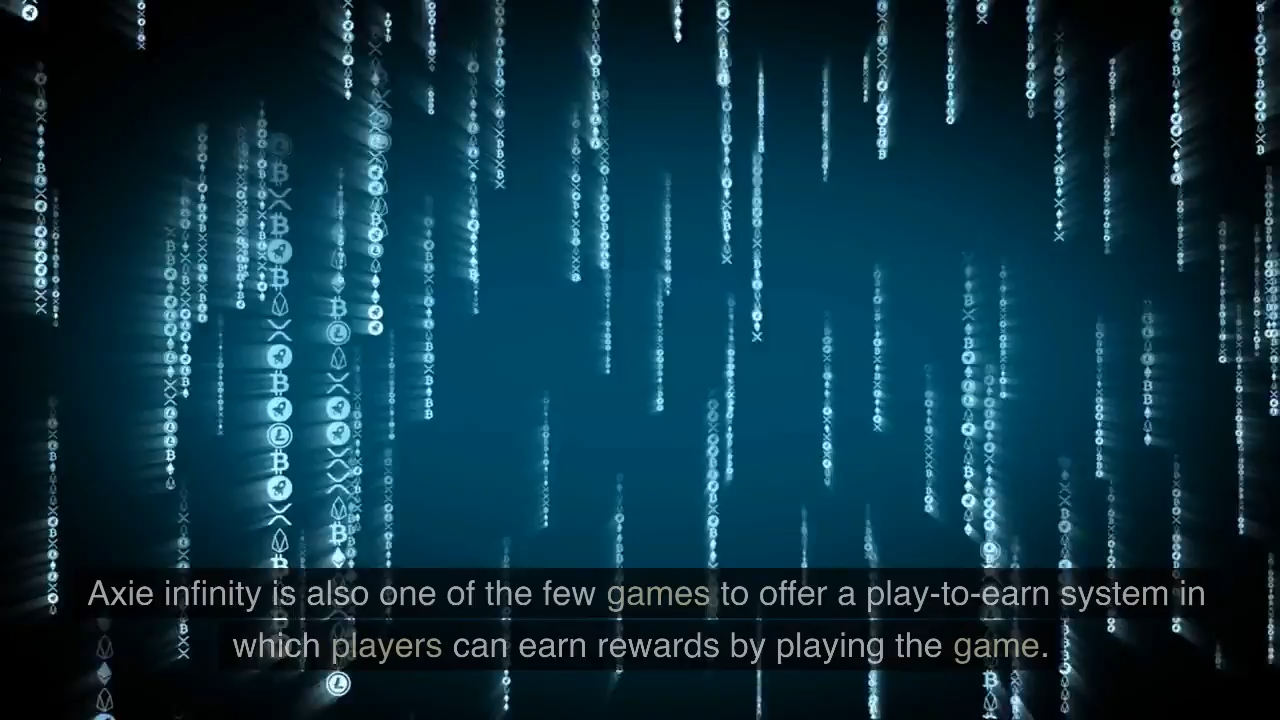 Axie infinity is also one of the few games to offer a play-to-earn system in
which players can earn rewards by playing the game.